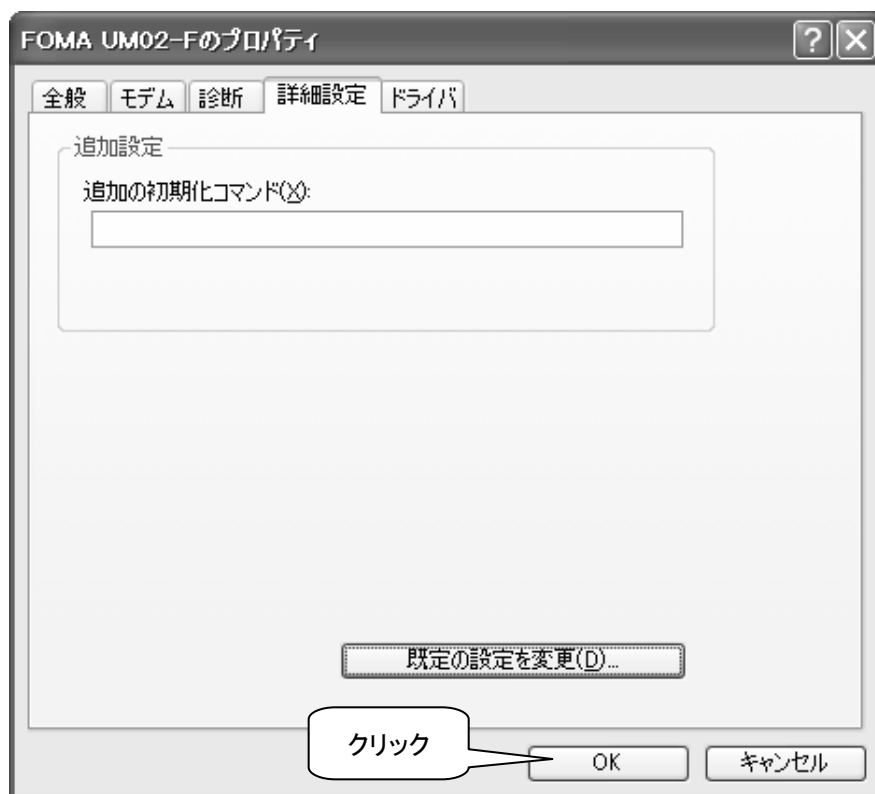 FOMA UM02-Fのプロパティ
全般 モデム 診断 詳細設定 ドライバ
追加設定
追加の初期化コマンド(X):
既定の設定を変更(D)...
クリック
OK キャンセル